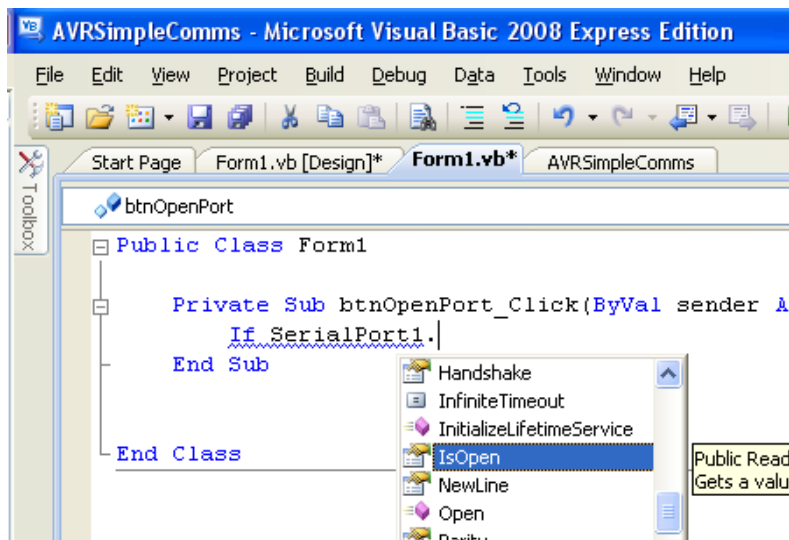 AVRSimpleComms - Microsoft Visual Basic 2008 Express Edition
File Edit View Project Build Debug Data Tools Window Help
Start Page Form1.vb [Design]* Form1.vb* AVRSimpleComms
Toolbox
btnOpenPort
Public Class Form1
Private Sub btnOpenPort_Click(ByVal sender A
If SerialPort1.
End Sub
Handshake
InfiniteTimeout
InitializeLifetimeService
End Class
IsOpen
Public Read
NewLine
Gets a valu
Open
Parity